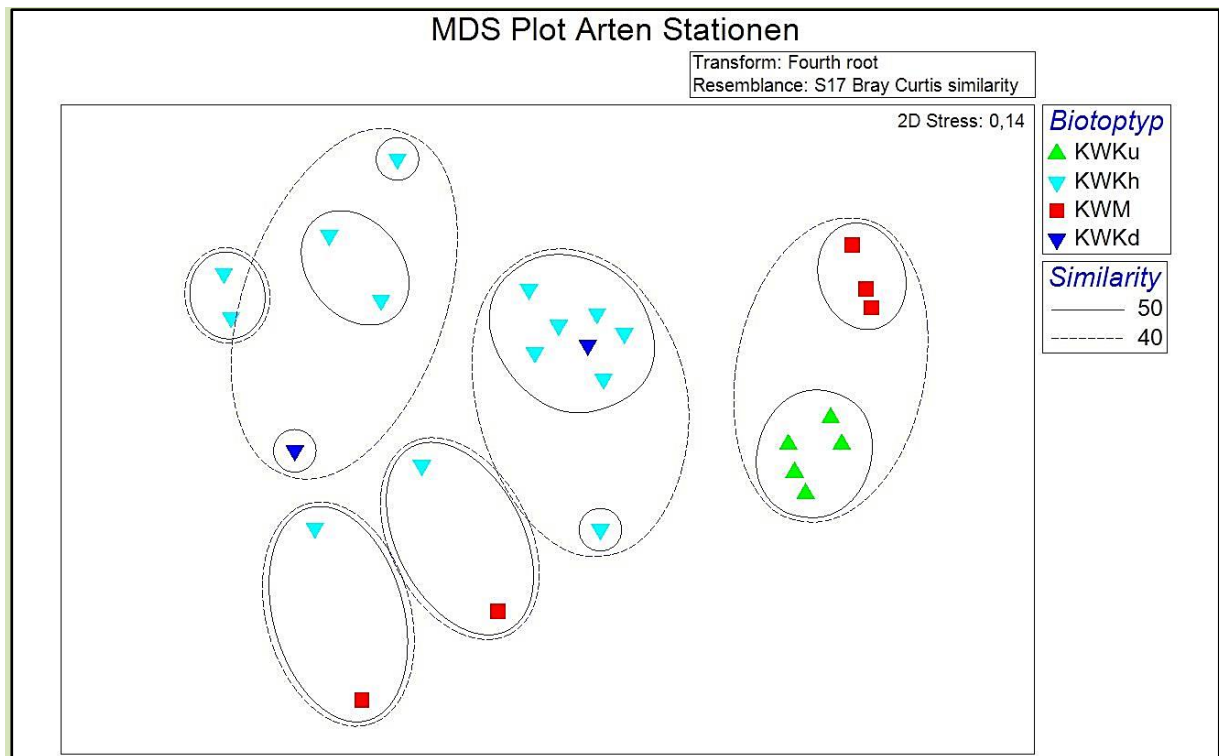 MDS Plot Arten Stationen
Transform: Fourth root
Resemblance: S17 Bray Curtis similarity
2D Stress: 0,14
Biotoptyp
KWKu
KWKh
KWM
KWKd
Similarity
50
40